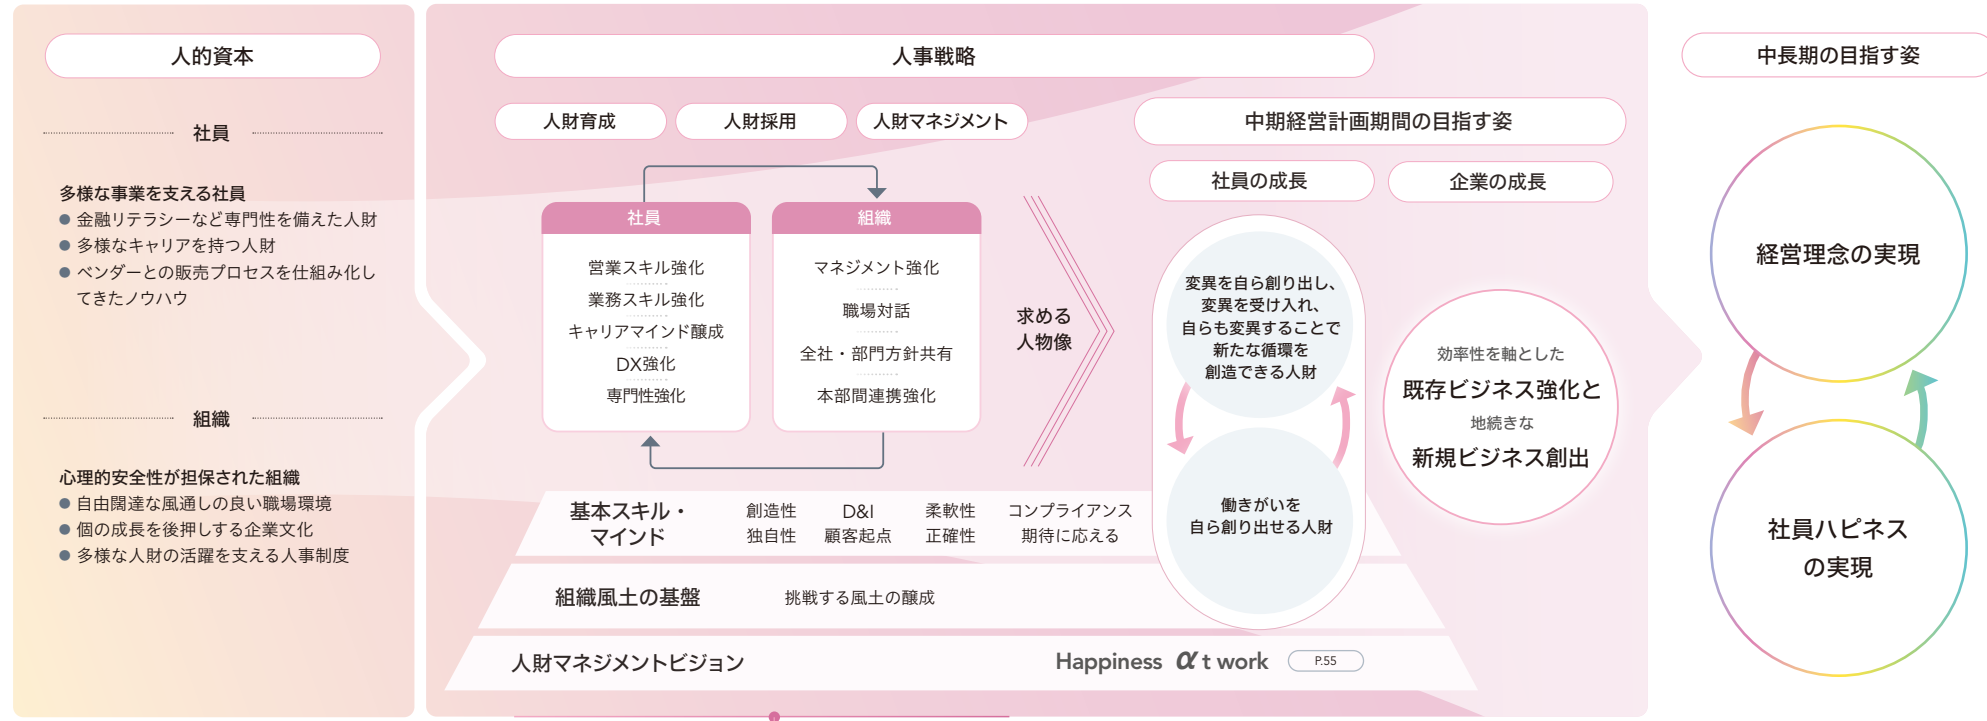 人的資本
社員
多様な事業を支える社員
● 金融リテラシーなど専門性を備えた人財
● 多様なキャリアを持つ人財
● ベンダーとの販売プロセスを仕組み化し
てきたノウハウ
組織
心理的安全性が担保された組織
● 自由闊達な風通しの良い職場環境
● 個の成長を後押しする企業文化
● 多様な人財の活躍を支える人事制度
人事戦略
人財育成
人財採用
人財マネジメント
社員
営業スキル強化
業務スキル強化
キャリアマインド醸成
DX強化
専門性強化
組織
マネジメント強化
職場対話
全社・部門方針共有
本部間連携強化
求める
人物像
中期経営計画期間の目指す姿
社員の成長
変異を自ら創り出し、
変異を受け入れ、
自らも変異することで
新たな循環を
創造できる人財
働きがいを
自ら創り出せる人財
企業の成長
効率性を軸とした
既存ビジネス強化と
地続きな
新規ビジネス創出
基本スキル・
マインド
創造性
独自性
D&I
顧客起点
柔軟性
正確性
コンプライアンス
期待に応える
組織風土の基盤
挑戦する風土の醸成
人財マネジメントビジョン
Happiness αt work
P.55
中長期の目指す姿
経営理念の実現
社員ハピネス
の実現